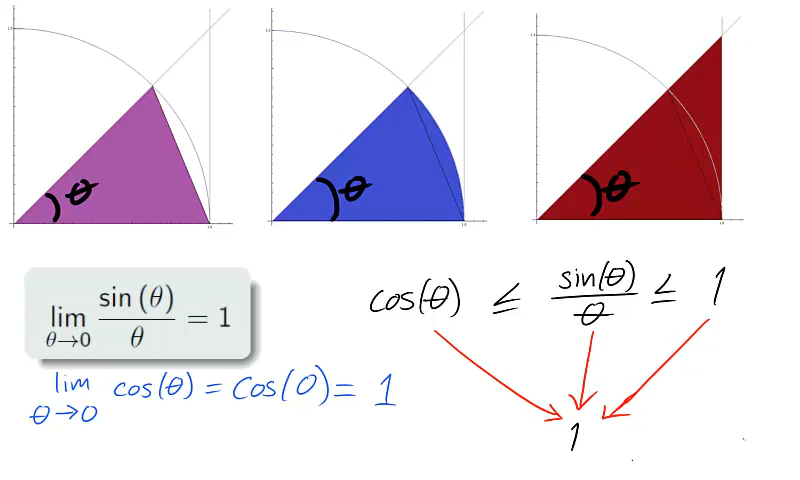 θ
θ
θ
lim θ→0 sin (θ) / θ = 1
cos(θ) ≤ sin(θ) / θ ≤ 1
lim θ→0 cos(θ) = cos(0) = 1
1